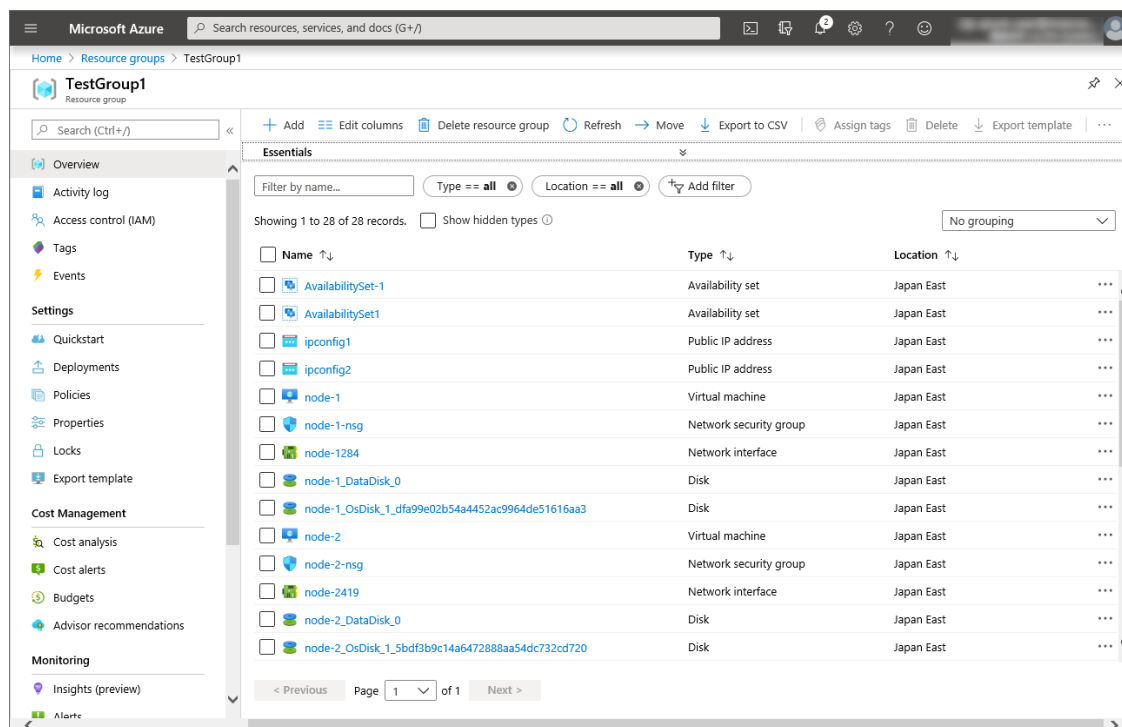 Microsoft Azure
Search resources, services, and docs (G+/)
2
Home > Resource groups > TestGroup1
TestGroup1
Resource group
Search (Ctrl+/)
«
Add Edit columns Delete resource group Refresh Move Export to CSV Assign tags Delete Export template ...
Essentials
Overview
Activity log
Access control (IAM)
Tags
Events
Settings
Quickstart
Deployments
Policies
Properties
Locks
Export template
Cost Management
Cost analysis
Cost alerts
Budgets
Advisor recommendations
Monitoring
Insights (preview)
Alerts
Filter by name...
Type == all
Location == all
Add filter
Showing 1 to 28 of 28 records. Show hidden types
No grouping
Name Type Location
AvailabilitySet-1 Availability set Japan East ...
AvailabilitySet1 Availability set Japan East ...
ipconfig1 Public IP address Japan East ...
ipconfig2 Public IP address Japan East ...
node-1 Virtual machine Japan East ...
node-1-nsg Network security group Japan East ...
node-1284 Network interface Japan East ...
node-1_DataDisk_0 Disk Japan East ...
node-1_OsDisk_1_dfa99e02b54a4452ac9964de51616aa3 Disk Japan East ...
node-2 Virtual machine Japan East ...
node-2-nsg Network security group Japan East ...
node-2419 Network interface Japan East ...
node-2_DataDisk_0 Disk Japan East ...
node-2_OsDisk_1_5bdf3b9c14a6472888aa54dc732cd720 Disk Japan East ...
< Previous Page 1 of 1 Next >